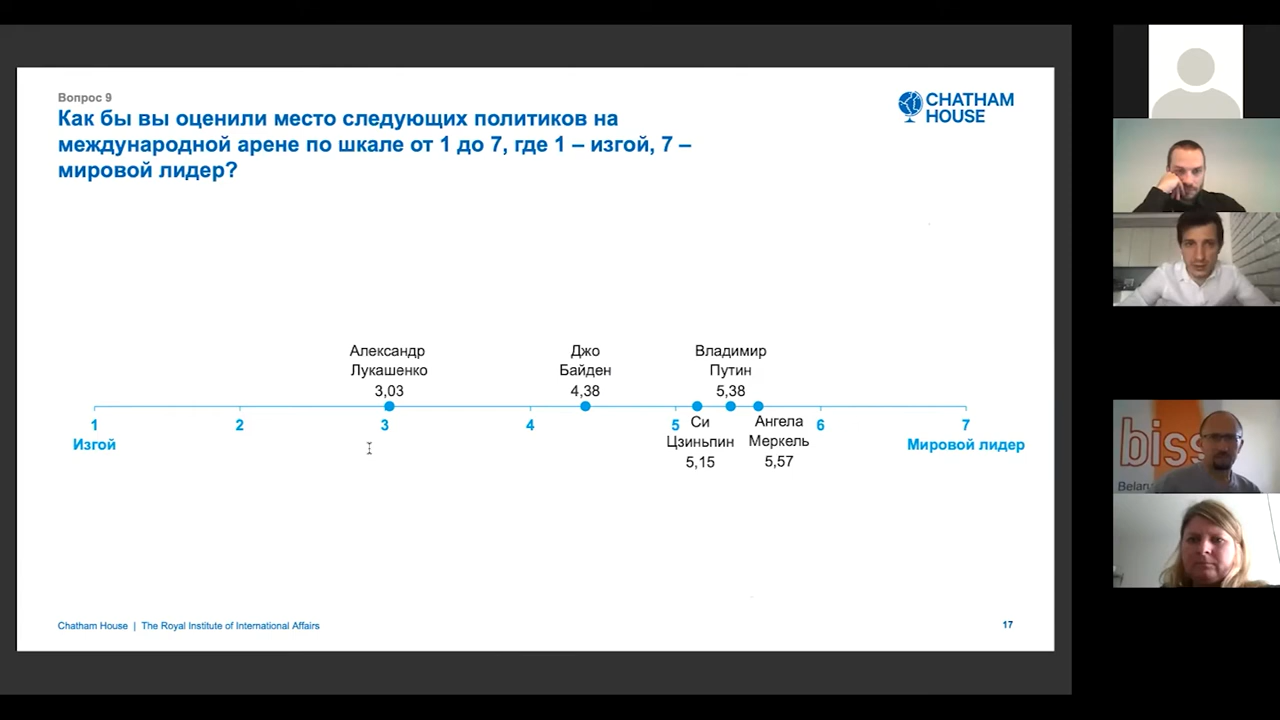 Вопрос 9
Как бы вы оценили место следующих политиков на
международной арене по шкале от 1 до 7, где 1 – изгой, 7 –
мировой лидер?
CHATHAM
HOUSE
Александр
Лукашенко
3,03
Джо
Байден
4,38
Владимир
Путин
5,38
1
2
3
4
5
6
7
Изгой
Мировой лидер
Си
Цзиньпин
5,15
Ангела
Меркель
5,57
Chatham House | The Royal Institute of International Affairs
17
biss
Belarus